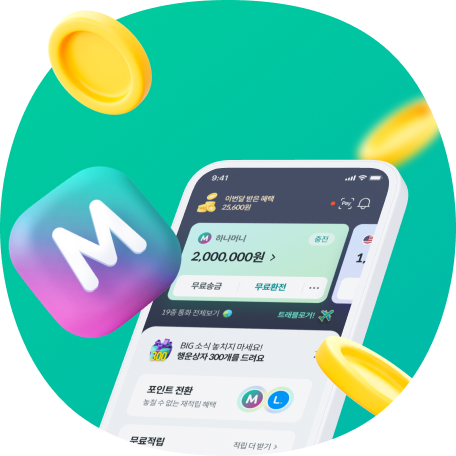 9:41
이번달 받은 혜택
25,600원
Pay
M 하나머니
충전
2,000,000원 >
1,
무료송금
무료환전
19종 통화 전체보기
트래블로거!
M
BIG 소식 놓치지 마세요!
행운상자 300개를 드려요
300
포인트 전환
놓칠 수 없는 재적립 혜택
M
L.
무료적립
적립 더 받기 >